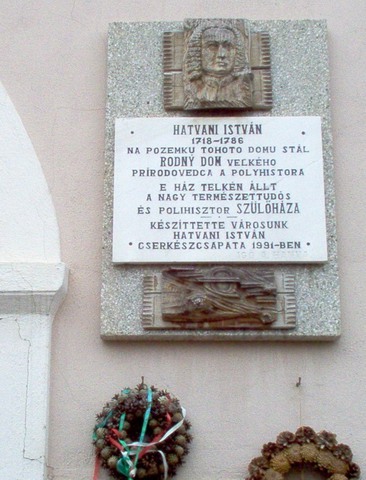 HATVANI ISTVÁN
1718-1786
NA POZEMKU TOHOTO DOMU STÁL
RODNÝ DOM VEĽKÉHO
PRÍRODOVEDCA A POLYHISTORA
E HÁZ TELKÉN ÁLLT
A NAGY TERMÉSZETTUDÓS
ÉS POLIHISZTOR SZÜLŐHÁZA
KÉSZÍTTETTE VÁROSUNK
HATVANI ISTVÁN
CSERKÉSZCSAPATA 1991-BEN